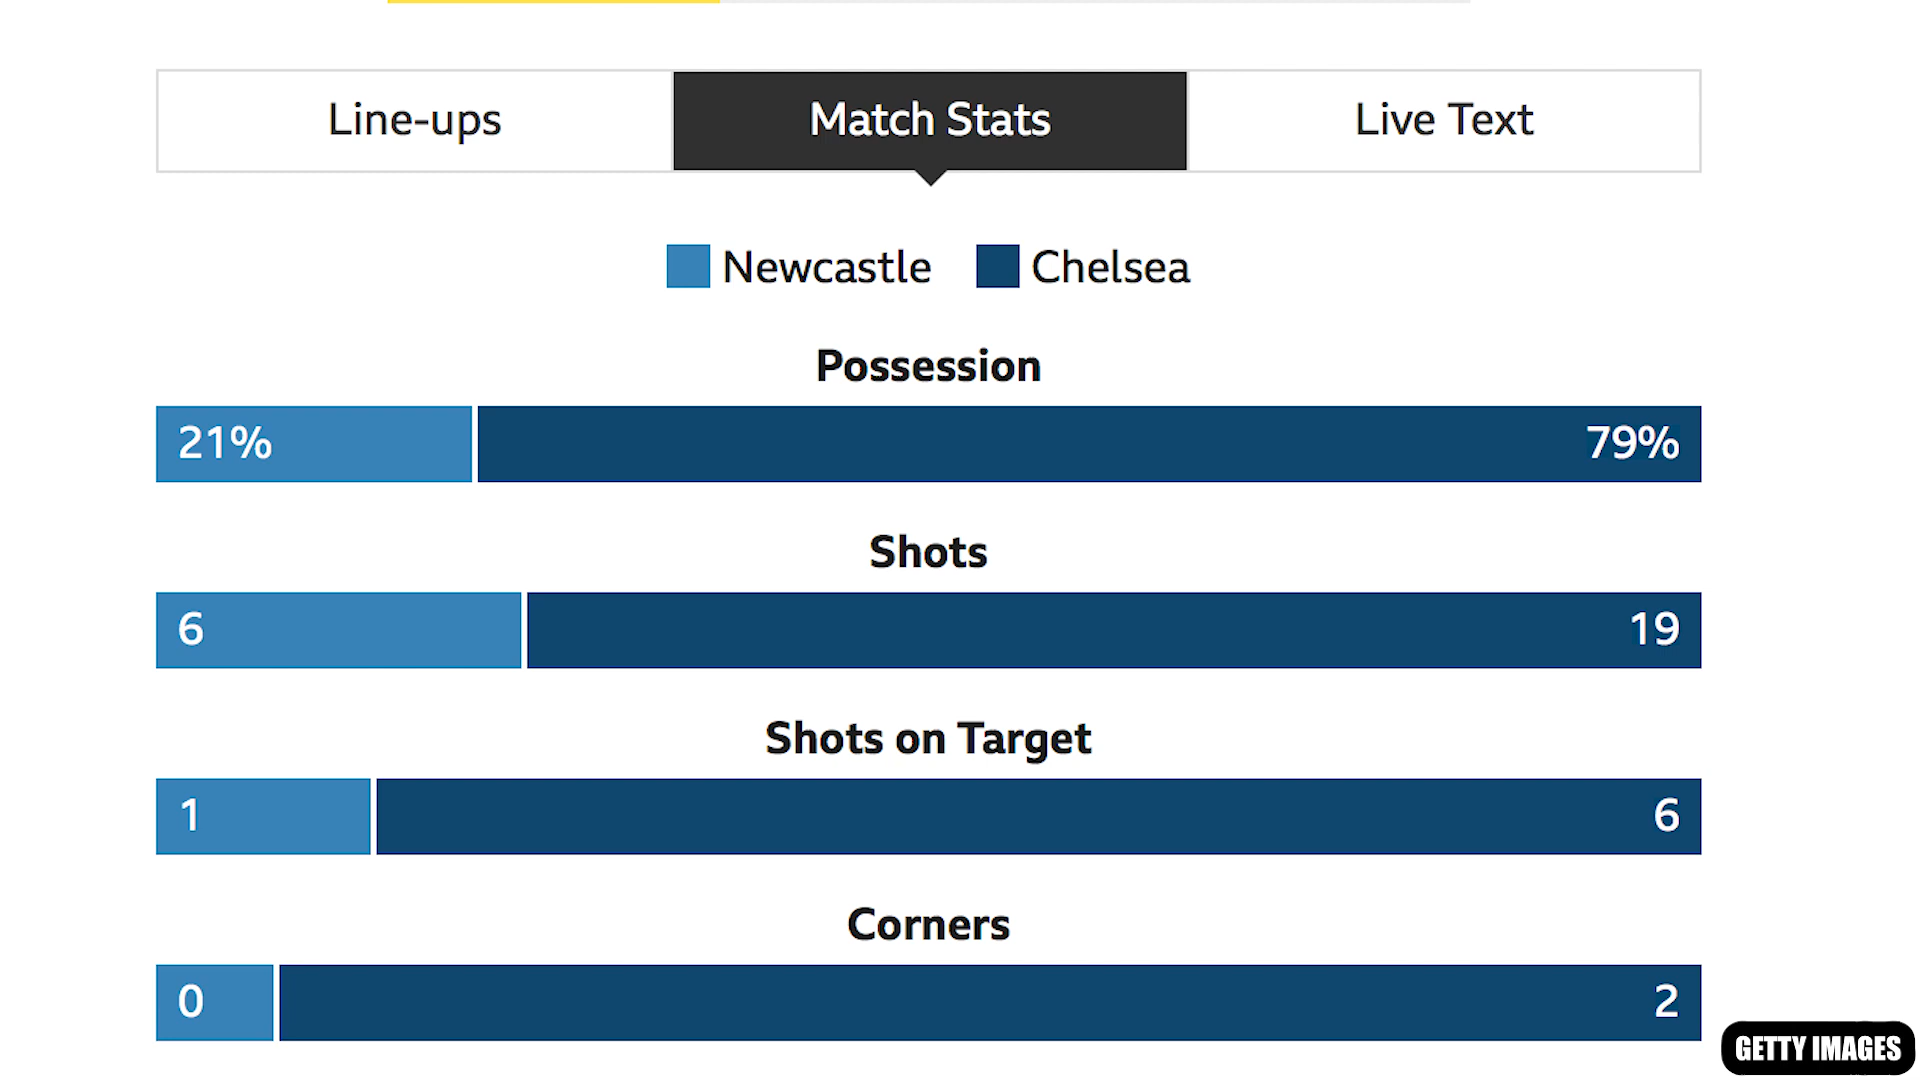 Line-ups
Match Stats
Live Text
Newcastle
Chelsea
Possession
21%
79%
Shots
6
19
Shots on Target
1
6
Corners
0
2
GETTY IMAGES